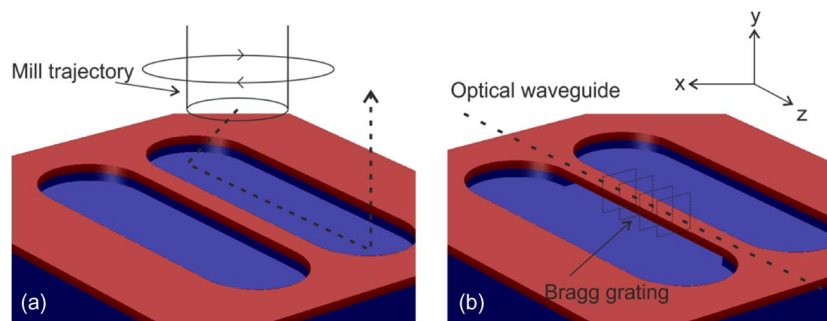 Mill trajectory
(a)
y
x
z
Optical waveguide
Bragg grating
(b)